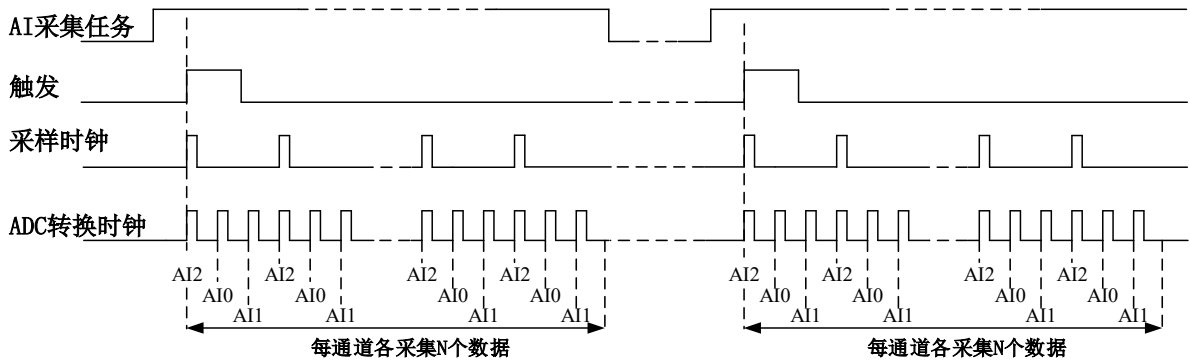 AI采集任务
触发
采样时钟
ADC转换时钟
AI2 AI2 AI2 AI2 AI2 AI2 AI2 AI2
AI0 AI0 AI0 AI0 AI0 AI0 AI0 AI0
AI1 AI1 AI1 AI1 AI1 AI1 AI1 AI1
每通道各采集N个数据 每通道各采集N个数据